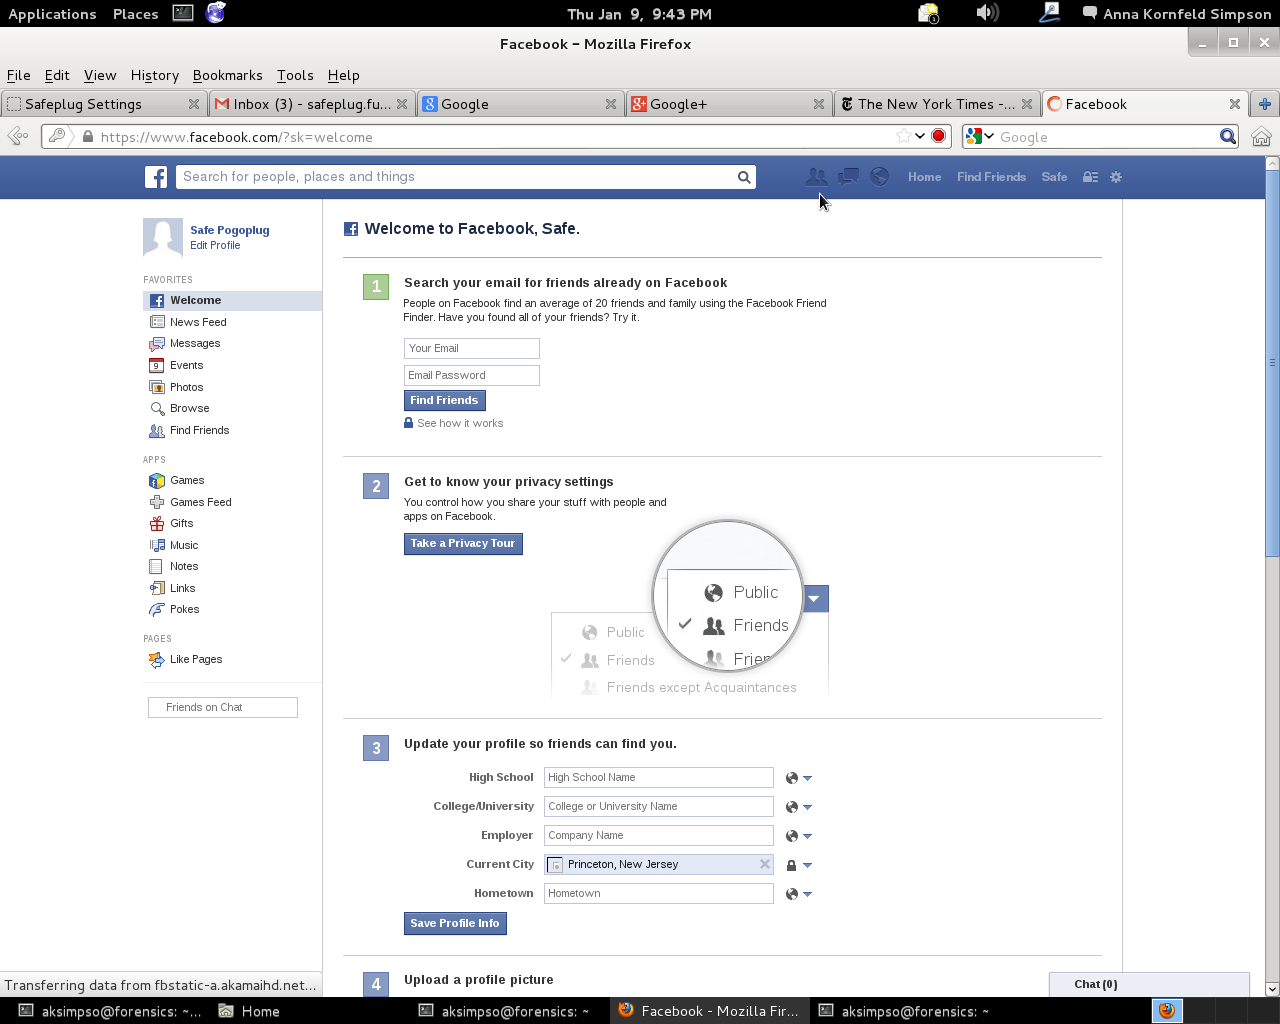 Applications Places Thu Jan 9, 9:43 PM Anna Kornfeld Simpson
Facebook - Mozilla Firefox
File Edit View History Bookmarks Tools Help
Safeplug Settings Inbox (3) - safeplug.fu... Google Google+ The New York Times -... Facebook
https://www.facebook.com/?sk=welcome Google
Search for people, places and things Home Find Friends Safe
Safe Pogoplug
Edit Profile
FAVORITES
Welcome
News Feed
Messages
9 Events
Photos
Browse
Find Friends
APPS
Games
Games Feed
Gifts
Music
Notes
Links
Pokes
PAGES
Like Pages
Friends on Chat
Welcome to Facebook, Safe.
1 Search your email for friends already on Facebook
People on Facebook find an average of 20 friends and family using the Facebook Friend
Finder. Have you found all of your friends? Try it.
Your Email
Email Password
Find Friends
See how it works
2 Get to know your privacy settings
You control how you share your stuff with people and
apps on Facebook.
Take a Privacy Tour
Public
Friends
Frien
Public
Friends
Friends except Acquaintances
3 Update your profile so friends can find you.
High School High School Name
College/University College or University Name
Employer Company Name
Current City Princeton, New Jersey
Hometown Hometown
Save Profile Info
4 Upload a profile picture
Transferring data from fbstatic-a.akamaihd.net...
Chat (0)
aksimpso@forensics: ~... Home aksimpso@forensics: ~ Facebook - Mozilla Fir... aksimpso@forensics: ~